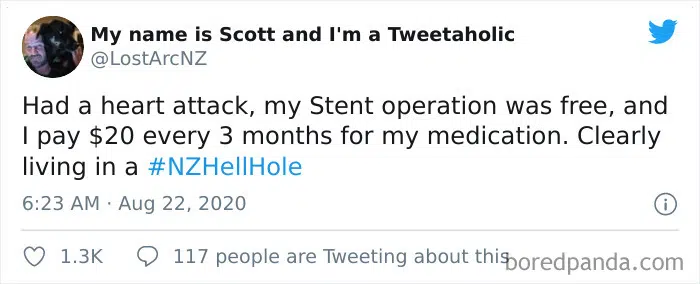 My name is Scott and I'm a Tweetaholic
@LostArcNZ
Had a heart attack, my Stent operation was free, and
I pay $20 every 3 months for my medication. Clearly
living in a #NZHellHole
6:23 AM · Aug 22, 2020
1.3K 117 people are Tweeting about this
boredpanda.com